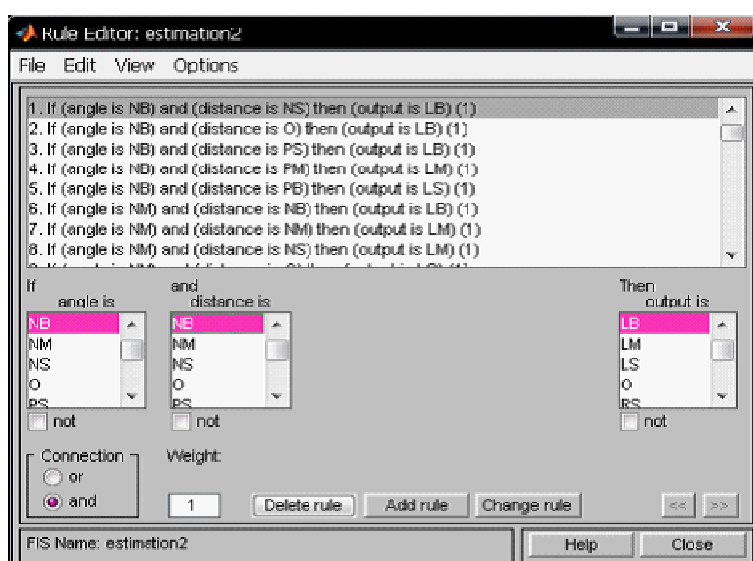 Rule Editor: estimation2
File Edit View Options
1. If (angle is NB) and (distance is NS) then (output is LB) (1)
2. If (angle is NB) and (distance is O) then (output is LB) (1)
3. If (angle is NB) and (distance is PS) then (output is LB) (1)
4. If (angle is NB) and (distance is PM) then (output is LM) (1)
5. If (angle is NB) and (distance is PB) then (output is LS) (1)
6. If (angle is NM) and (distance is NB) then (output is LB) (1)
7. If (angle is NM) and (distance is NM) then (output is LM) (1)
8. If (angle is NM) and (distance is NS) then (output is LM) (1)
If and Then
angle is distance is output is
NB NB LB
NM NM LM
NS NS LS
O O O
PS PS RS
not not not
Connection Weight:
or
and 1 Delete rule Add rule Change rule << >>
FIS Name: estimation2 Help Close